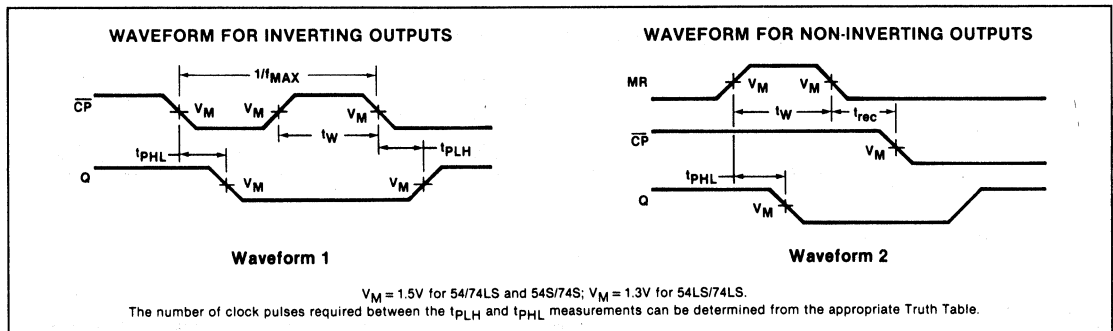 WAVEFORM FOR INVERTING OUTPUTS
1/fMAX
CP
VM
VM
VM
tW
tPHL
tPLH
Q
VM
VM
Waveform 1
WAVEFORM FOR NON-INVERTING OUTPUTS
MR
VM
VM
tW
trec
CP
VM
tPHL
Q
VM
Waveform 2
VM = 1.5V for 54/74LS and 54S/74S; VM = 1.3V for 54LS/74LS.
The number of clock pulses required between the tPLH and tPHL measurements can be determined from the appropriate Truth Table.